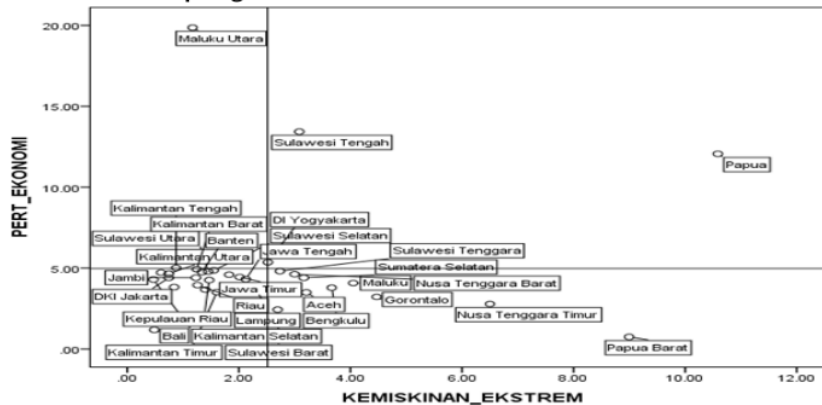 20.00
Maluku Utara
15.00
Sulawesi Tengah
Papua
PERT_EKONOMI
10.00
Kalimantan Tengah
Kalimantan Barat
DI Yogyakarta
Sulawesi Utara
Banten
Sulawesi Selatan
Kalimantan Utara
Jawa Tengah
Sulawesi Tenggara
5.00
Sumatera Selatan
Jambi
Maluku
Nusa Tenggara Barat
DKI Jakarta
Jawa Timur
Riau
Aceh
Gorontalo
Nusa Tenggara Timur
Kepulauan Riau
Lampung
Bengkulu
Bali
Kalimantan Selatan
Papua Barat
Kalimantan Timur
Sulawesi Barat
.00
.00 2.00 4.00 6.00 8.00 10.00 12.00
KEMISKINAN_EKSTREM